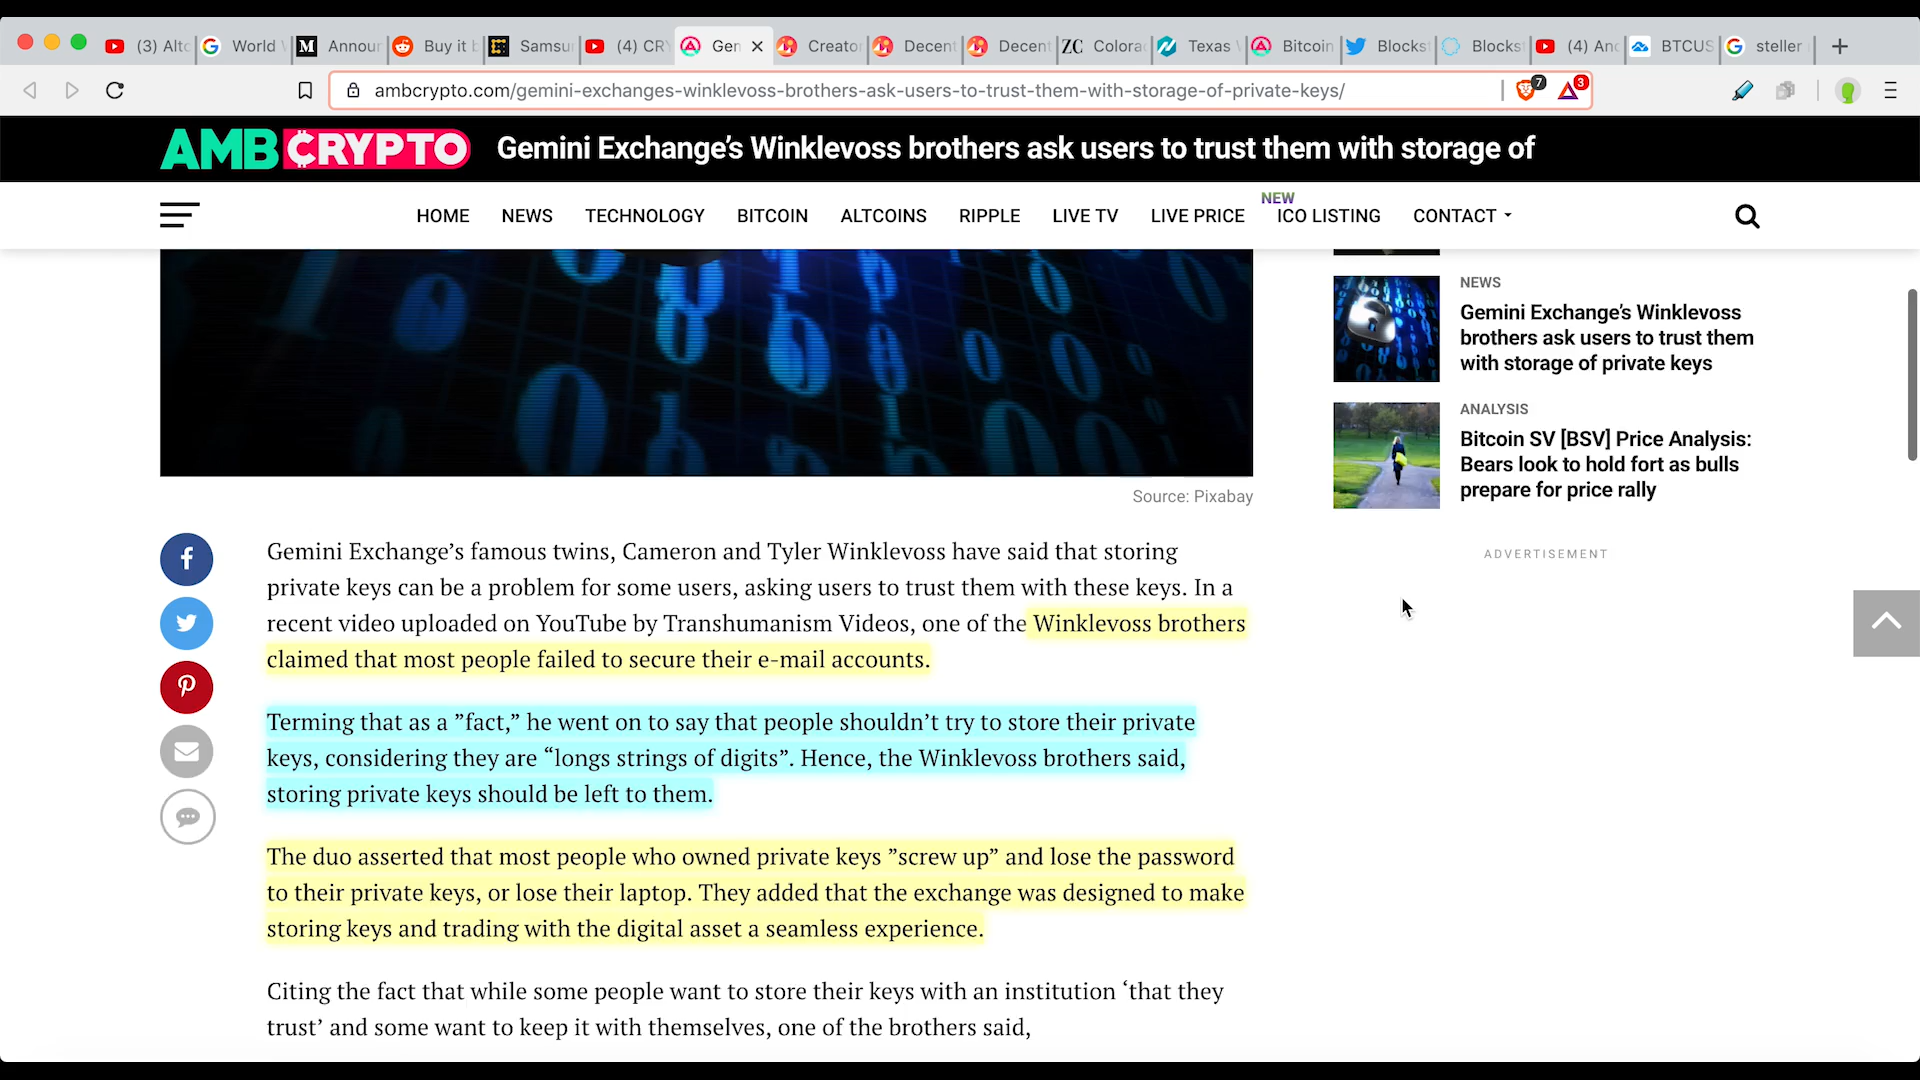 (3) Altc
World
Announ
Buy it b
Samsu
(4) CRY
Gen
Creato
Decent
Decent
ZC Colorac
Texas
Bitcoin
Blockst
Blockst
(4) And
BTCUS
steller
ambcrypto.com/gemini-exchanges-winklevoss-brothers-ask-users-to-trust-them-with-storage-of-private-keys/
7
3
AMBCRYPTO
Gemini Exchange’s Winklevoss brothers ask users to trust them with storage of
HOME
NEWS
TECHNOLOGY
BITCOIN
ALTCOINS
RIPPLE
LIVE TV
LIVE PRICE
NEW
ICO LISTING
CONTACT
NEWS
Gemini Exchange’s Winklevoss
brothers ask users to trust them
with storage of private keys
ANALYSIS
Bitcoin SV [BSV] Price Analysis:
Bears look to hold fort as bulls
prepare for price rally
Source: Pixabay
ADVERTISEMENT
Gemini Exchange’s famous twins, Cameron and Tyler Winklevoss have said that storing
private keys can be a problem for some users, asking users to trust them with these keys. In a
recent video uploaded on YouTube by Transhumanism Videos, one of the Winklevoss brothers
claimed that most people failed to secure their e-mail accounts.
Terming that as a ”fact,” he went on to say that people shouldn’t try to store their private
keys, considering they are “longs strings of digits”. Hence, the Winklevoss brothers said,
storing private keys should be left to them.
The duo asserted that most people who owned private keys ”screw up” and lose the password
to their private keys, or lose their laptop. They added that the exchange was designed to make
storing keys and trading with the digital asset a seamless experience.
Citing the fact that while some people want to store their keys with an institution ‘that they
trust’ and some want to keep it with themselves, one of the brothers said,